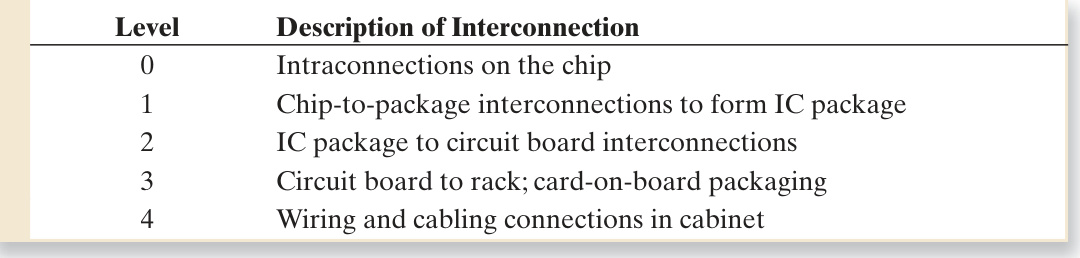 Level Description of Interconnection
0 Intraconnections on the chip
1 Chip-to-package interconnections to form IC package
2 IC package to circuit board interconnections
3 Circuit board to rack; card-on-board packaging
4 Wiring and cabling connections in cabinet